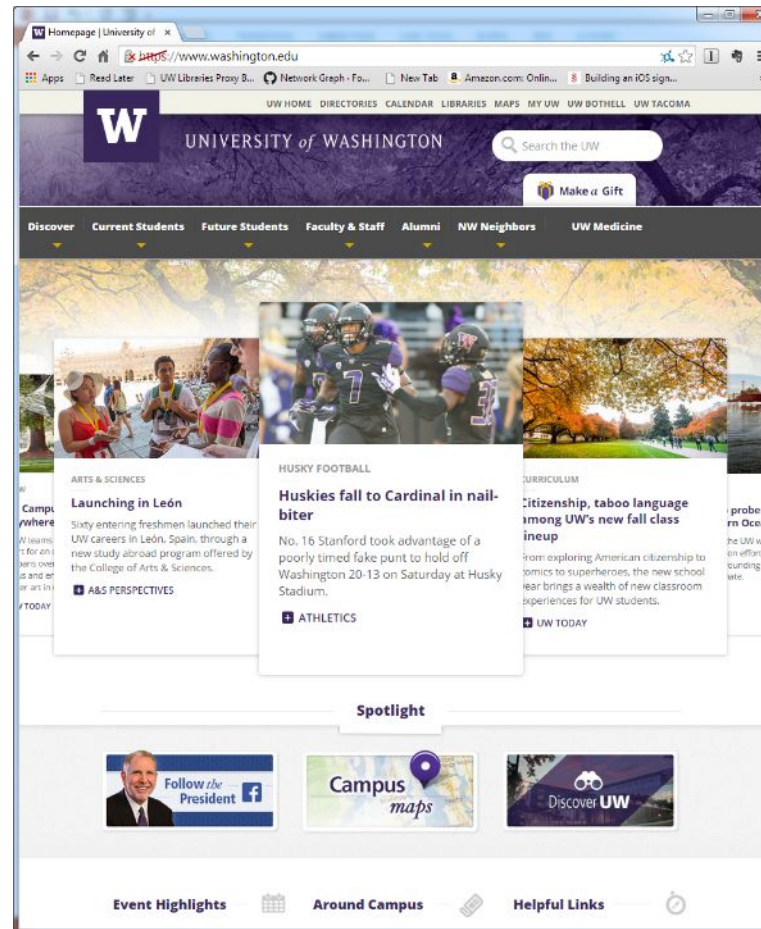 W Homepage | University of ×
https://www.washington.edu
Apps Read Later UW Libraries Proxy B... Network Graph · Fo... New Tab Amazon.com: Onlin... Building an iOS sign...
UW HOME DIRECTORIES CALENDAR LIBRARIES MAPS MY UW UW BOTHELL UW TACOMA
W
UNIVERSITY of WASHINGTON
Search the UW
Make a Gift
Discover Current Students Future Students Faculty & Staff Alumni NW Neighbors UW Medicine
ARTS & SCIENCES
Launching in León
Sixty entering freshmen launched their
UW careers in León, Spain, through a
new study abroad program offered by
the College of Arts & Sciences.
A&S PERSPECTIVES
HUSKY FOOTBALL
Huskies fall to Cardinal in nail-
biter
No. 16 Stanford took advantage of a
poorly timed fake punt to hold off
Washington 20-13 on Saturday at Husky
Stadium.
ATHLETICS
CURRICULUM
Citizenship, taboo language
among UW's new fall class
lineup
From exploring American citizenship to
comics to superheroes, the new school
year brings a wealth of new classroom
experiences for UW students.
UW TODAY
Spotlight
Follow the
President
Campus
maps
Discover UW
Event Highlights Around Campus Helpful Links